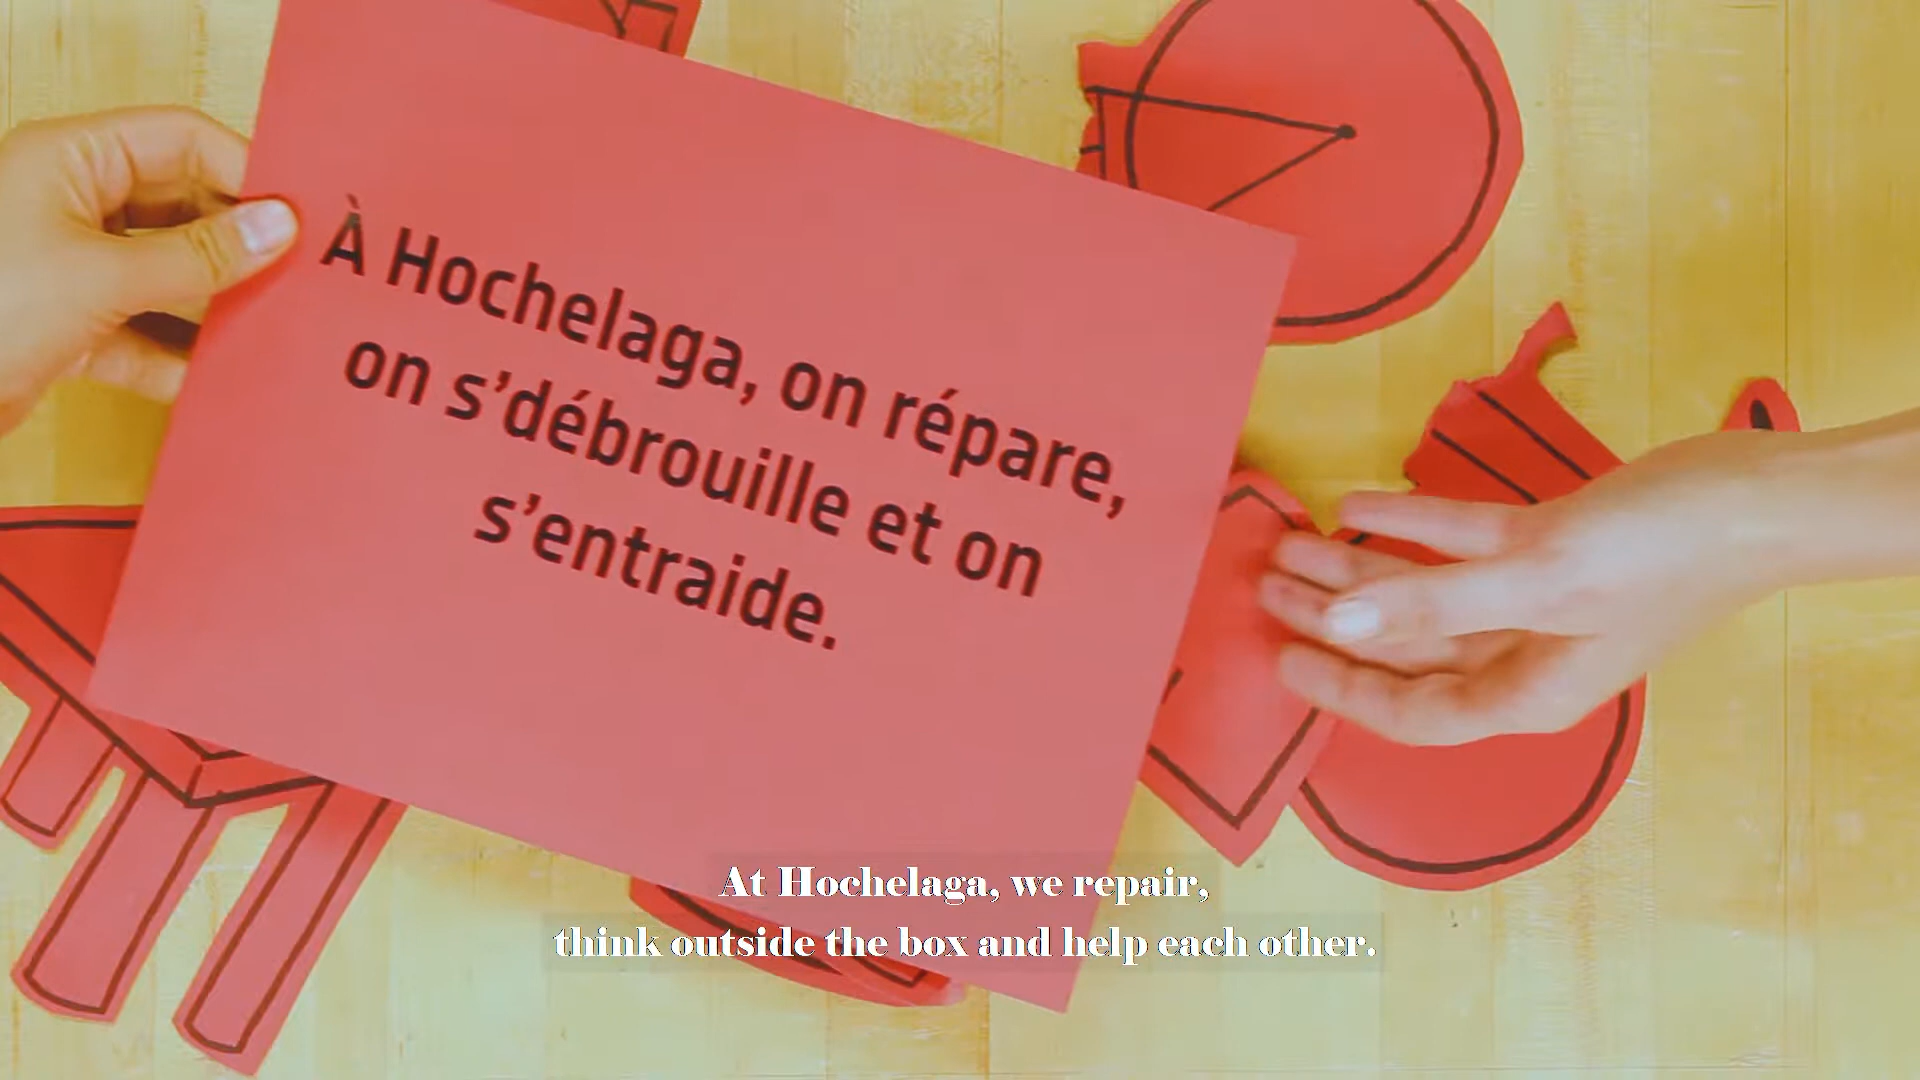 À Hochelaga, on répare,
on s’débrouille et on
s’entraide.
At Hochelaga, we repair,
think outside the box and help each other.